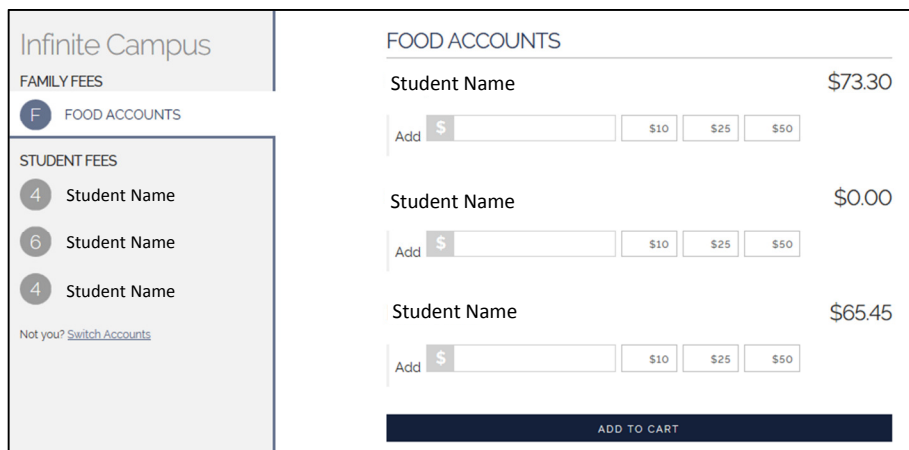 Infinite Campus
FAMILY FEES
F FOOD ACCOUNTS
STUDENT FEES
4 Student Name
6 Student Name
4 Student Name
Not you? Switch Accounts
FOOD ACCOUNTS
Student Name $73.30
Add $ $10 $25 $50
Student Name $0.00
Add $ $10 $25 $50
Student Name $65.45
Add $ $10 $25 $50
ADD TO CART